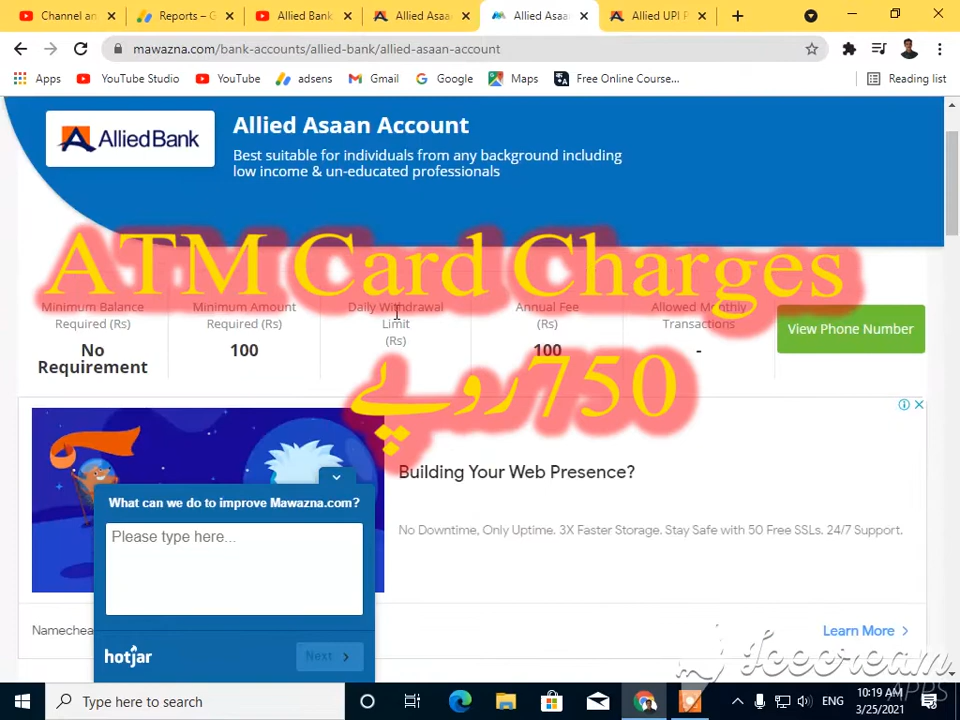 Channel an
Reports – G
Allied Bank
Allied Asaa
Allied Asaa
Allied UPI P
mawazna.com/bank-accounts/allied-bank/allied-asaan-account
Apps
YouTube Studio
YouTube
adsens
Gmail
Google
Maps
Free Online Course...
Reading list
Allied Bank
Allied Asaan Account
Best suitable for individuals from any background including
low income & un-educated professionals
ATM Card Charges
750روپے
Minimum Balance
Required (Rs)
No
Requirement
Minimum Amount
Required (Rs)
100
Daily Withdrawal
Limit
(Rs)
Annual Fee
(Rs)
100
Allowed Monthly
Transactions
-
View Phone Number
Building Your Web Presence?
No Downtime, Only Uptime. 3X Faster Storage. Stay Safe with 50 Free SSLs. 24/7 Support.
What can we do to improve Mawazna.com?
Please type here...
hotjar
Next
Namechea
Learn More
Icecream
APPS
Type here to search
ENG
10:19 AM
3/25/2021